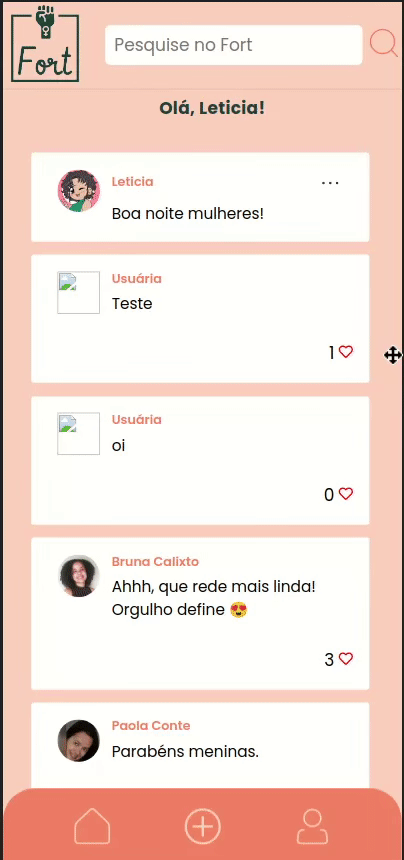 Fort
Pesquise no Fort
Olá, Leticia!
Leticia
...
Boa noite mulheres!
Usuária
Teste
1
Usuária
oi
0
Bruna Calixto
Ahhh, que rede mais linda!
Orgulho define 😍
3
Paola Conte
Parabéns meninas.